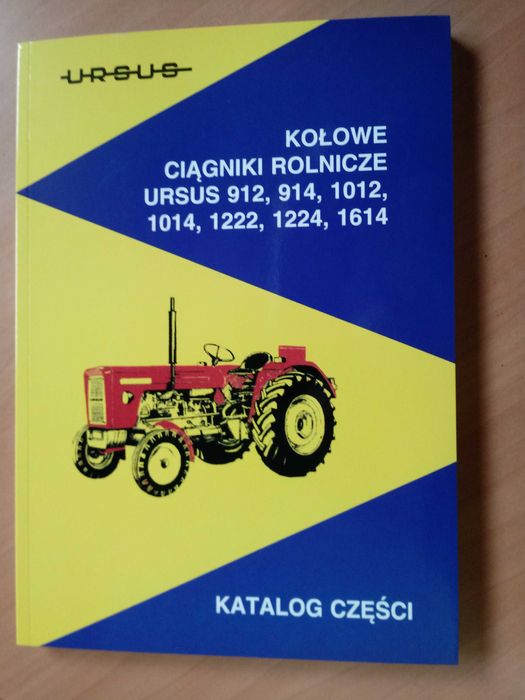 URSUS
KOŁOWE
CIĄGNIKI ROLNICZE
URSUS 912, 914, 1012,
1014, 1222, 1224, 1614
KATALOG CZĘŚCI